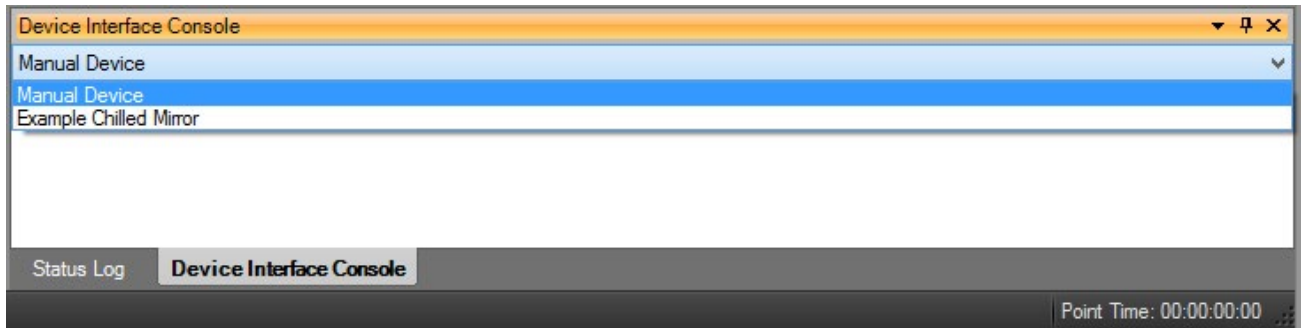 Device Interface Console
Manual Device
Manual Device
Example Chilled Mirror
Status Log Device Interface Console
Point Time: 00:00:00:00